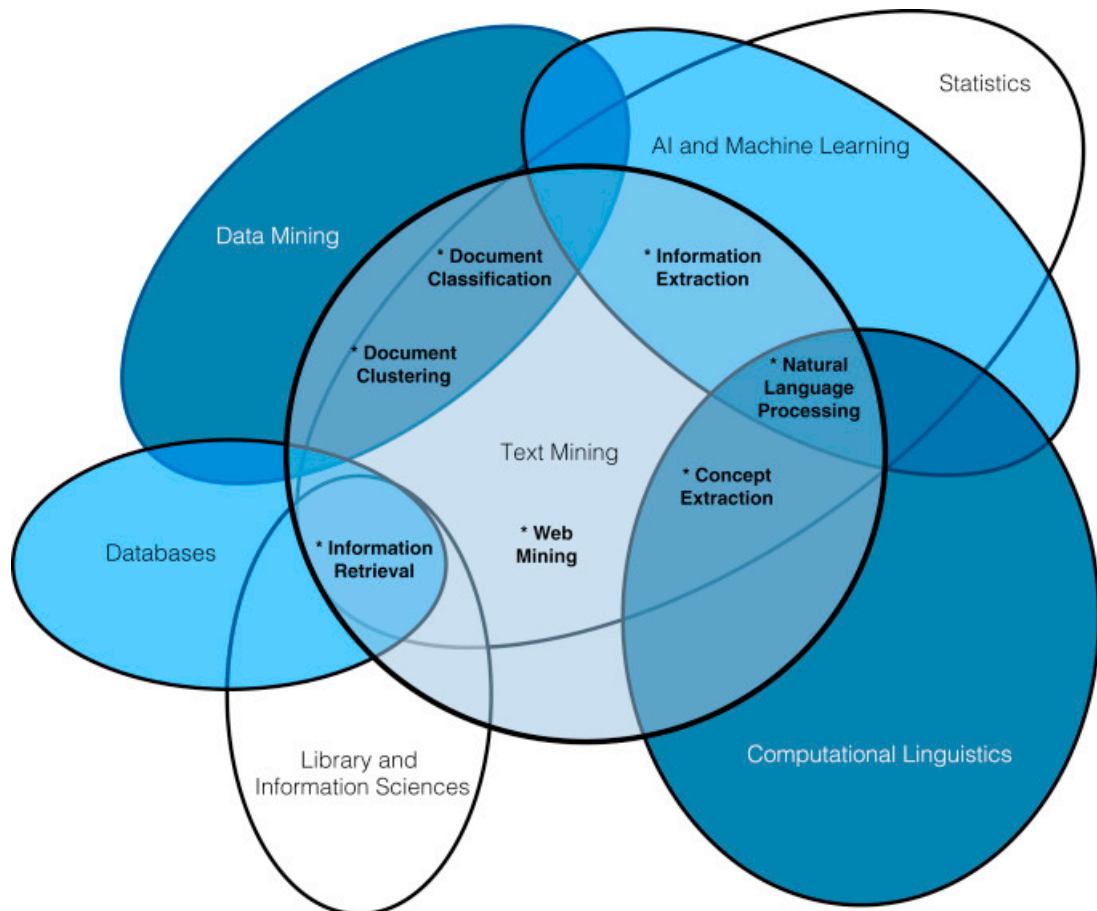 Statistics
AI and Machine Learning
Data Mining
* Document
Classification
* Information
Extraction
* Document
Clustering
* Natural
Language
Processing
Text Mining
* Concept
Extraction
* Web
Mining
Databases
* Information
Retrieval
Library and
Information Sciences
Computational Linguistics